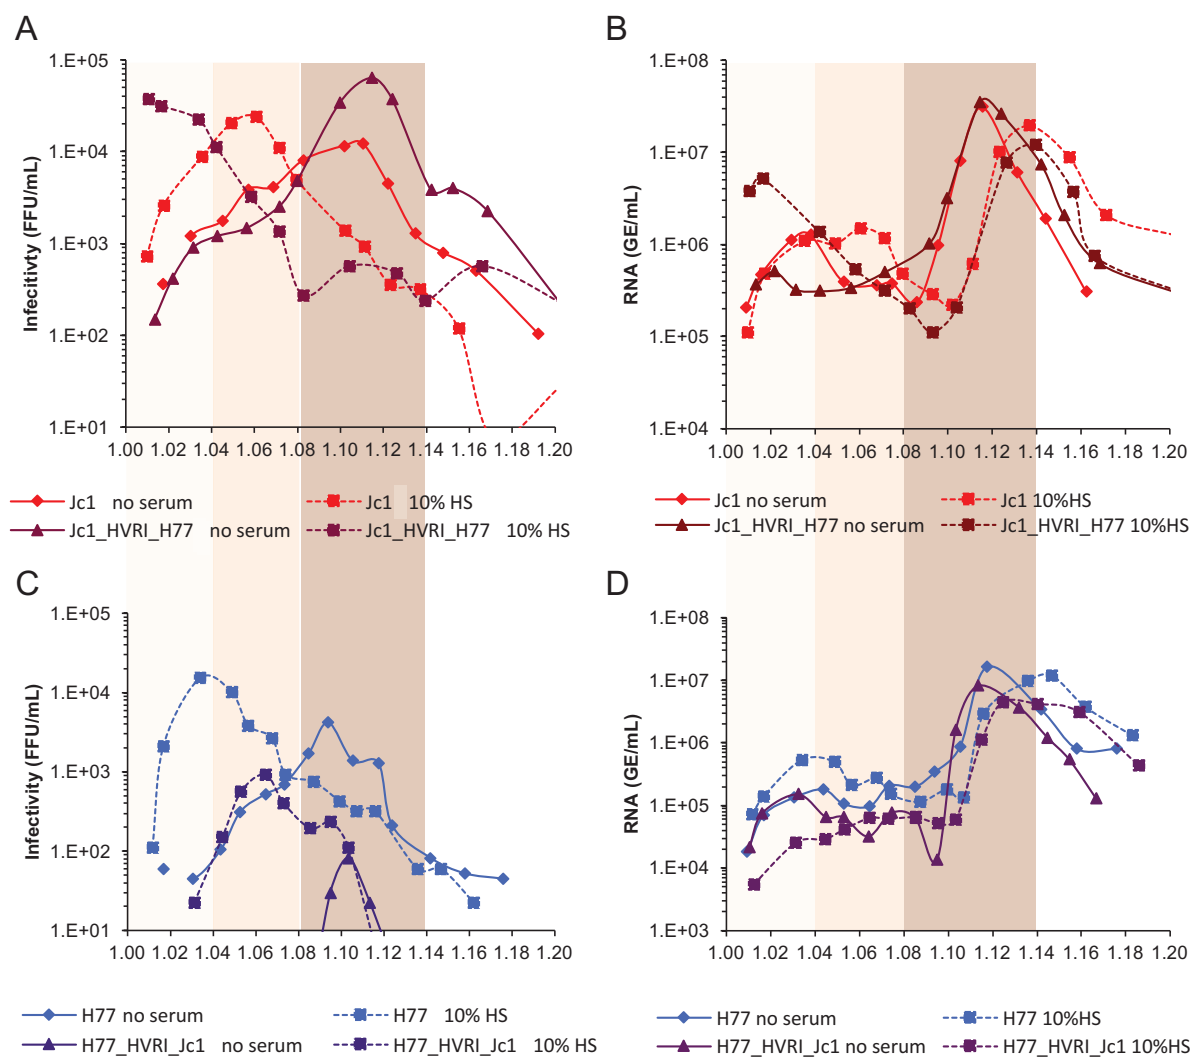 A
B
Infecitivty (FFU/mL)
1.E+05
1.E+04
1.E+03
1.E+02
1.E+01
1.00 1.02 1.04 1.06 1.08 1.10 1.12 1.14 1.16 1.18 1.20
RNA (GE/mL)
1.E+08
1.E+07
1.E+06
1.E+05
1.E+04
1.00 1.02 1.04 1.06 1.08 1.10 1.12 1.14 1.16 1.18 1.20
Jc1 no serum Jc1 10% HS
Jc1_HVRI_H77 no serum Jc1_HVRI_H77 10% HS
Jc1 no serum Jc1 10%HS
Jc1_HVRI_H77 no serum Jc1_HVRI_H77 10%HS
C
D
Infecitivty (FFU/mL)
1.E+05
1.E+04
1.E+03
1.E+02
1.E+01
1.00 1.02 1.04 1.06 1.08 1.10 1.12 1.14 1.16 1.18 1.20
RNA (GE/mL)
1.E+08
1.E+07
1.E+06
1.E+05
1.E+04
1.E+03
1.00 1.02 1.04 1.06 1.08 1.10 1.12 1.14 1.16 1.18 1.20
H77 no serum H77 10% HS
H77_HVRI_Jc1 no serum H77_HVRI_Jc1 10% HS
H77 no serum H77 10%HS
H77_HVRI_Jc1 no serum H77_HVRI_Jc1 10%HS